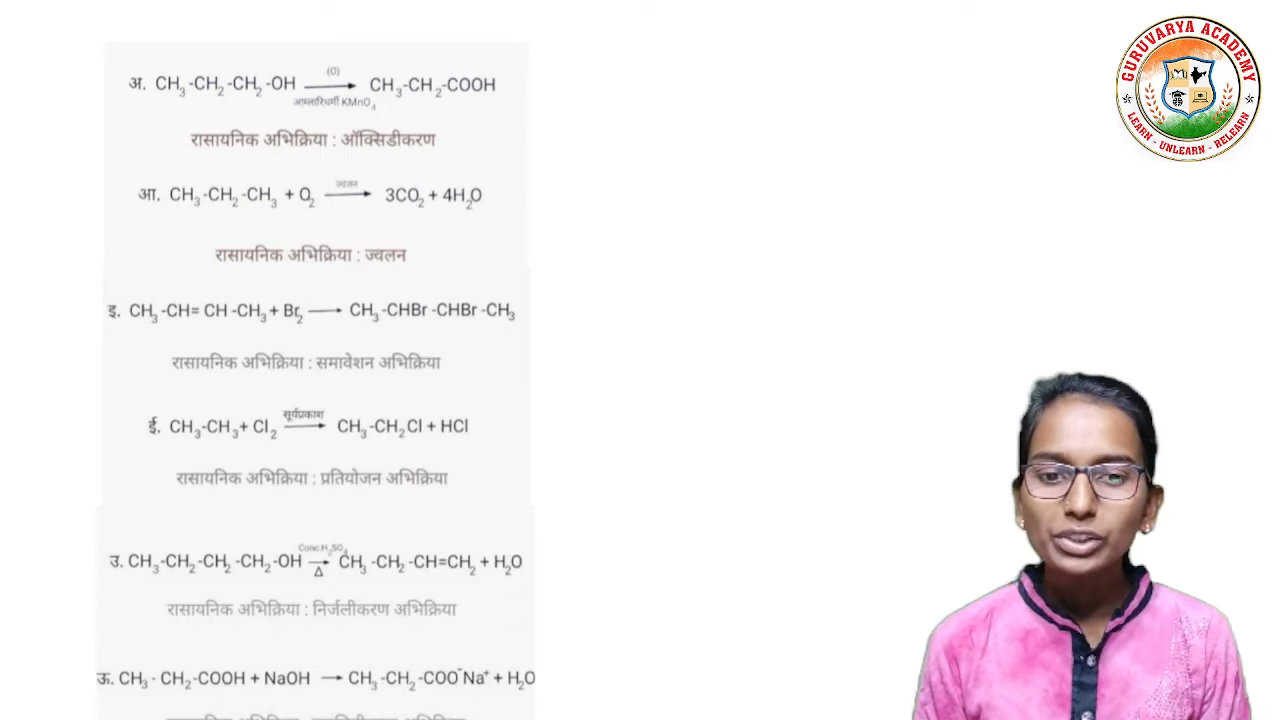 अ. CH3-CH2-CH2-OH (O) आम्लारिधर्मी KMnO4 → CH3-CH2-COOH
रासायनिक अभिक्रिया : ऑक्सिडीकरण
आ. CH3-CH2-CH3 + O2 ज्वलन → 3CO2 + 4H2O
रासायनिक अभिक्रिया : ज्वलन
इ. CH3-CH= CH -CH3 + Br2 → CH3-CHBr -CHBr -CH3
रासायनिक अभिक्रिया : समावेशन अभिक्रिया
ई. CH3-CH3+ Cl2 सूर्यप्रकाश → CH3-CH2Cl + HCl
रासायनिक अभिक्रिया : प्रतियोजन अभिक्रिया
उ. CH3-CH2-CH2-CH2-OH Conc.H2SO4 → Δ CH3-CH2-CH=CH2 + H2O
रासायनिक अभिक्रिया : निर्जलीकरण अभिक्रिया
ऊ. CH3 - CH2-COOH + NaOH → CH3-CH2-COO⁻Na⁺ + H2O
GURUVARYA ACADEMY
LEARN - UNLEARN - RELEARN